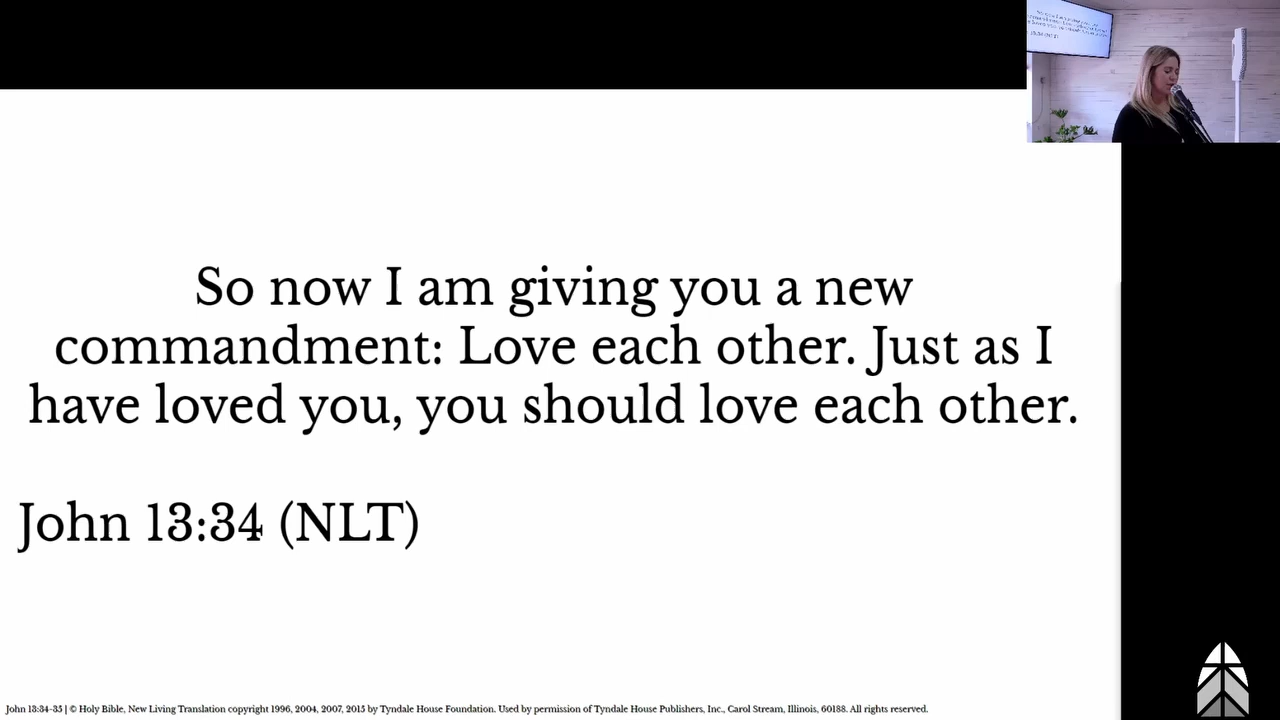 So now I am giving you a new
commandment: Love each other. Just as I
have loved you, you should love each other.
John 13:34 (NLT)
John 13:34-35 | © Holy Bible, New Living Translation copyright 1996, 2004, 2007, 2015 by Tyndale House Foundation. Used by permission of Tyndale House Publishers, Inc., Carol Stream, Illinois, 60188. All rights reserved.